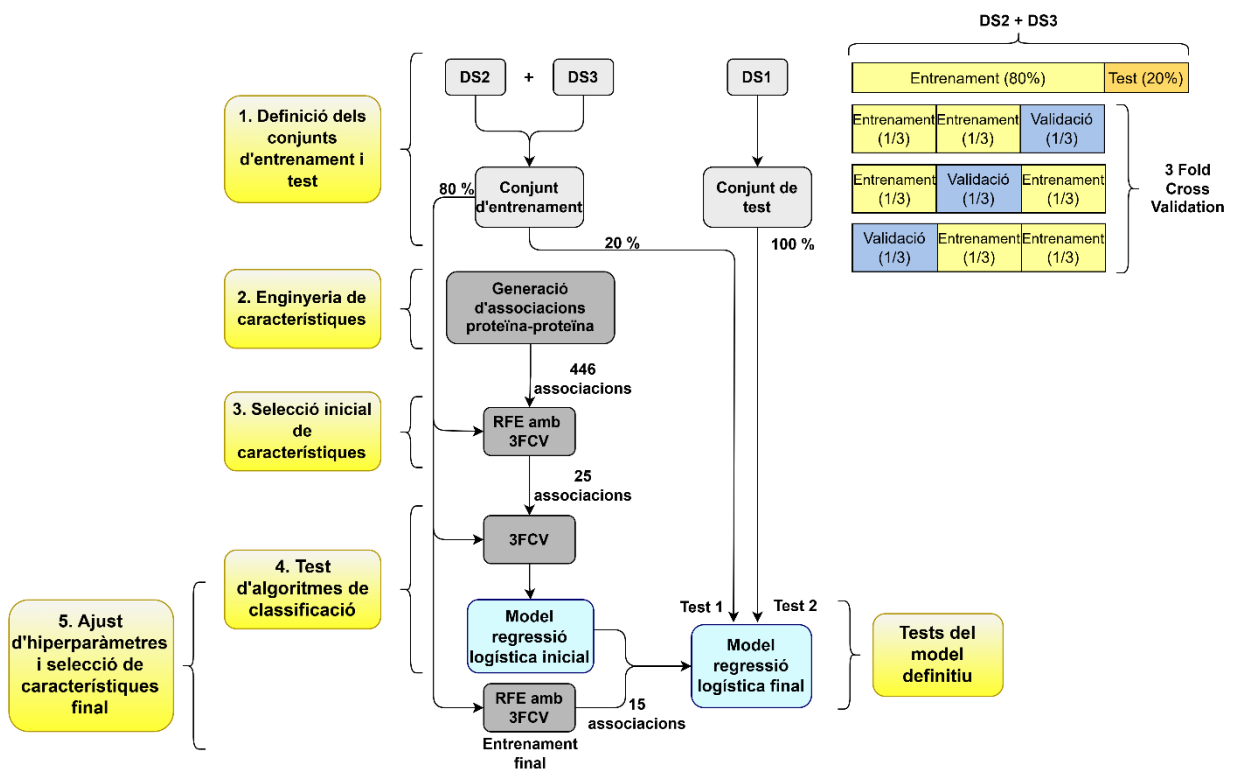 DS2 + DS3
DS2
+
DS3
DS1
Entrenament (80%)
Test (20%)
1. Definició dels
conjunts
d'entrenament i
test
Entrenament
(1/3)
Entrenament
(1/3)
Validació
(1/3)
80 %
Conjunt
d'entrenament
Conjunt de
test
Entrenament
(1/3)
Validació
(1/3)
Entrenament
(1/3)
3 Fold
Cross
Validation
20 %
100 %
Validació
(1/3)
Entrenament
(1/3)
Entrenament
(1/3)
2. Enginyeria de
característiques
Generació
d'associacions
proteïna-proteïna
446
associacions
3. Selecció inicial
de
característiques
RFE amb
3FCV
25
associacions
4. Test
d'algoritmes de
classificació
3FCV
5. Ajust
d'hiperparàmetres
i selecció de
característiques
final
Model
regressió
logística inicial
Test 1
Test 2
Model
regressió
logística final
Tests del
model
definitiu
RFE amb
3FCV
15
associacions
Entrenament
final